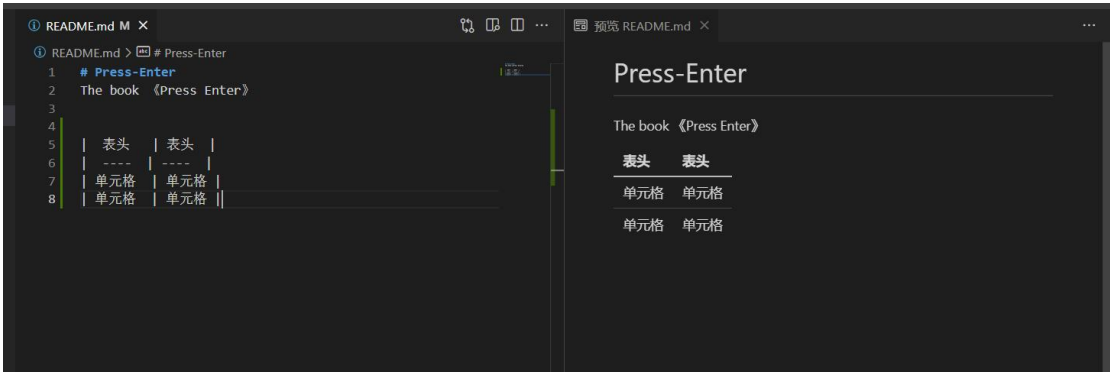 README.md M ×
README.md > # Press-Enter
1 # Press-Enter
2 The book 《Press Enter》
3
4
5 | 表头 | 表头 |
6 | ---- | ---- |
7 | 单元格 | 单元格 |
8 | 单元格 | 单元格 |
预览 README.md ×
Press-Enter
The book 《Press Enter》
表头 表头
单元格 单元格
单元格 单元格